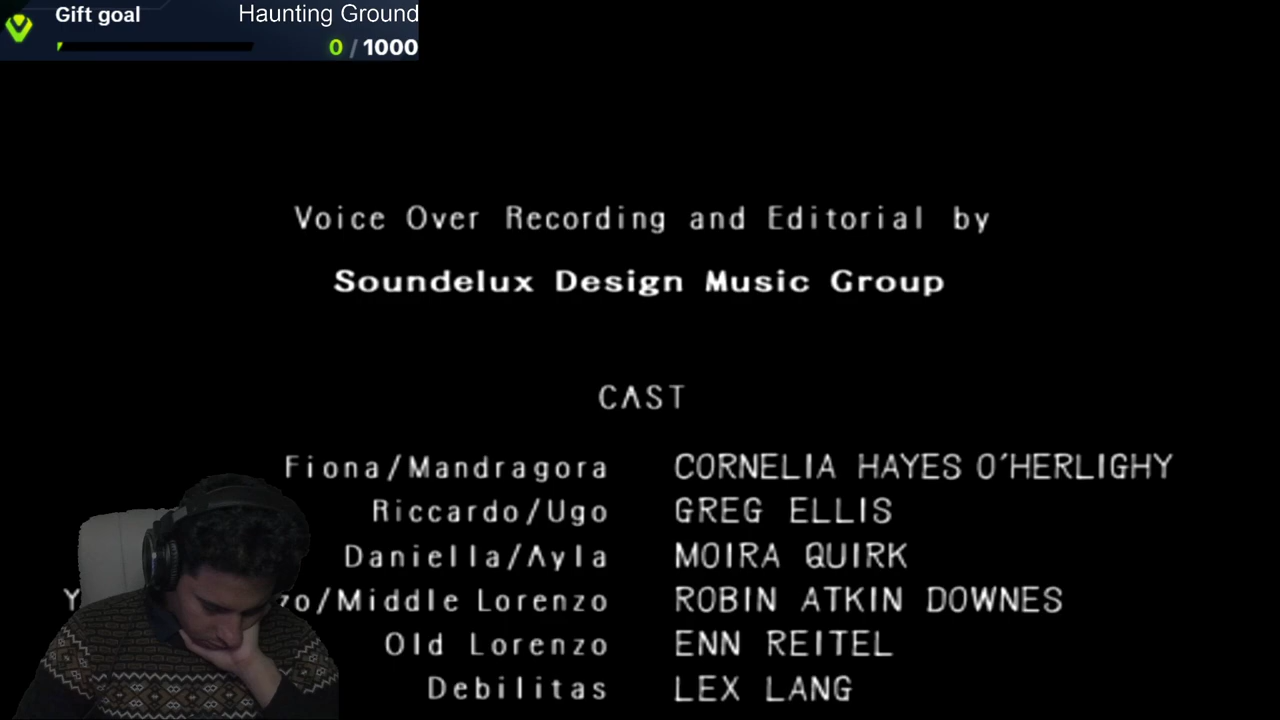 Gift goal
Haunting Ground
0 / 1000
Voice Over Recording and Editorial by
Soundelux Design Music Group
CAST
Fiona/Mandragora CORNELIA HAYES O'HERLIGHY
Riccardo/Ugo GREG ELLIS
Daniella/Ayla MOIRA QUIRK
/Middle Lorenzo ROBIN ATKIN DOWNES
Old Lorenzo ENN REITEL
Debilitas LEX LANG